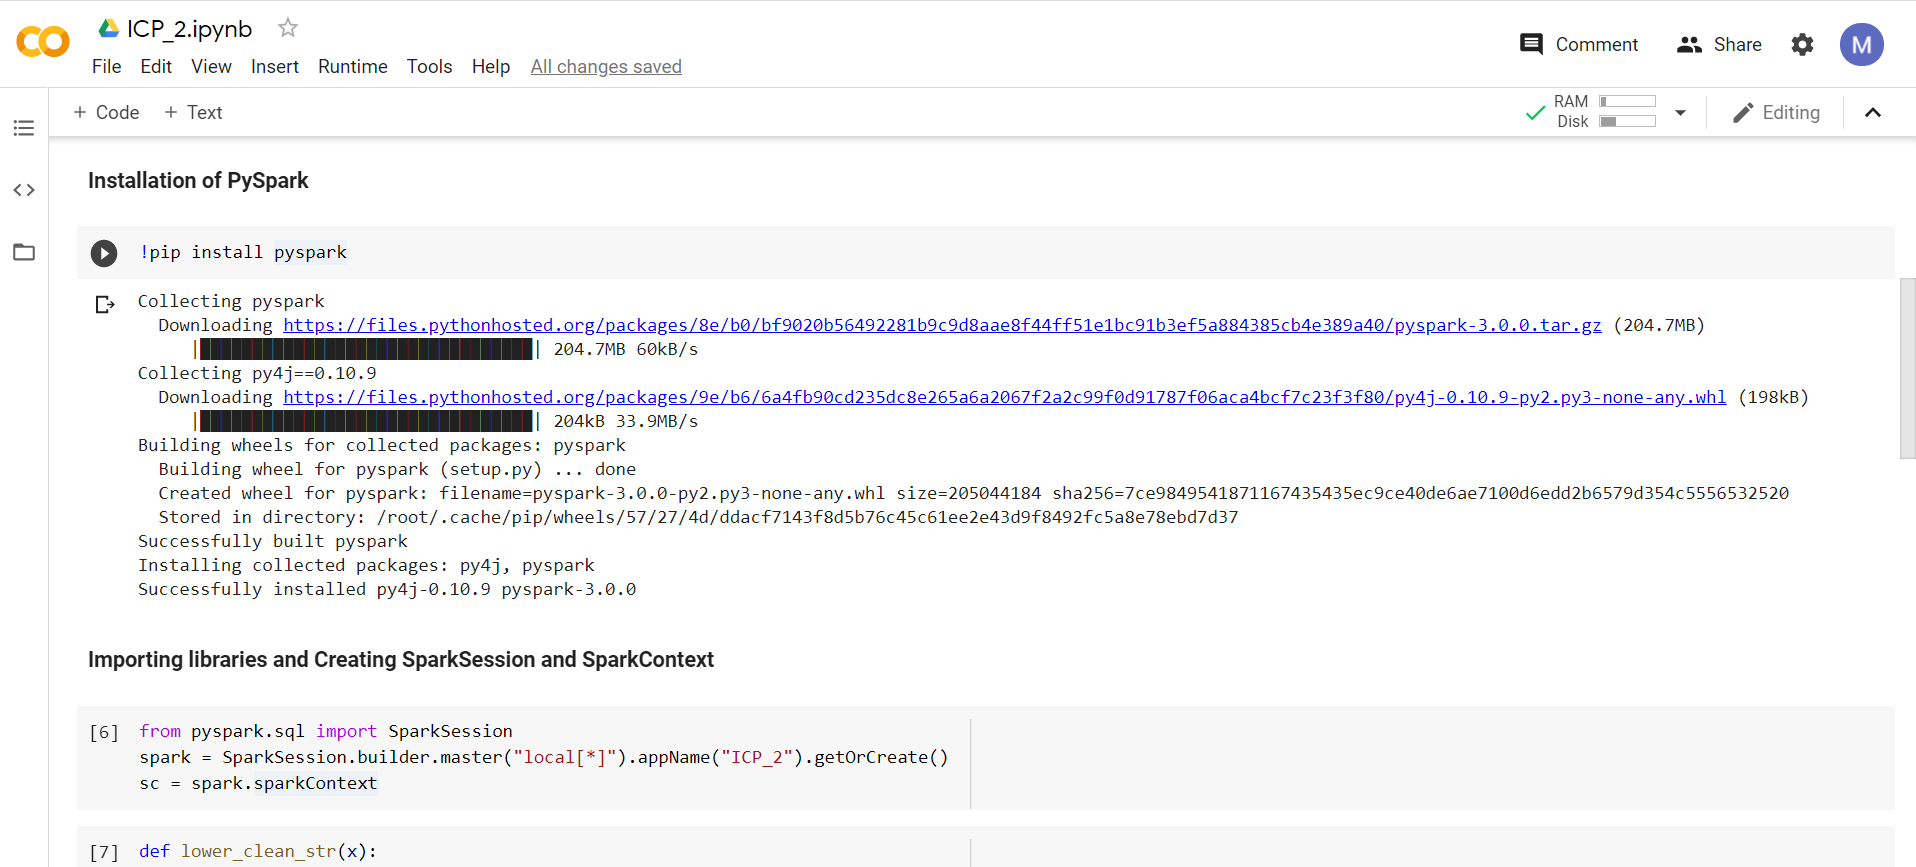 ICP_2.ipynb
File Edit View Insert Runtime Tools Help All changes saved
Comment Share M
+ Code + Text
RAM
Disk
Editing
Installation of PySpark
!pip install pyspark
Collecting pyspark
Downloading https://files.pythonhosted.org/packages/8e/b0/bf9020b56492281b9c9d8aae8f44ff51e1bc91b3ef5a884385cb4e389a40/pyspark-3.0.0.tar.gz (204.7MB)
204.7MB 60kB/s
Collecting py4j==0.10.9
Downloading https://files.pythonhosted.org/packages/9e/b6/6a4fb90cd235dc8e265a6a2067f2a2c99f0d91787f06aca4bcf7c23f3f80/py4j-0.10.9-py2.py3-none-any.whl (198kB)
204kB 33.9MB/s
Building wheels for collected packages: pyspark
Building wheel for pyspark (setup.py) ... done
Created wheel for pyspark: filename=pyspark-3.0.0-py2.py3-none-any.whl size=205044184 sha256=7ce9849541871167435435ec9ce40de6ae7100d6edd2b6579d354c5556532520
Stored in directory: /root/.cache/pip/wheels/57/27/4d/ddacf7143f8d5b76c45c61ee2e43d9f8492fc5a8e78ebd7d37
Successfully built pyspark
Installing collected packages: py4j, pyspark
Successfully installed py4j-0.10.9 pyspark-3.0.0
Importing libraries and Creating SparkSession and SparkContext
[6] from pyspark.sql import SparkSession
spark = SparkSession.builder.master("local[*]").appName("ICP_2").getOrCreate()
sc = spark.sparkContext
[7] def lower_clean_str(x):